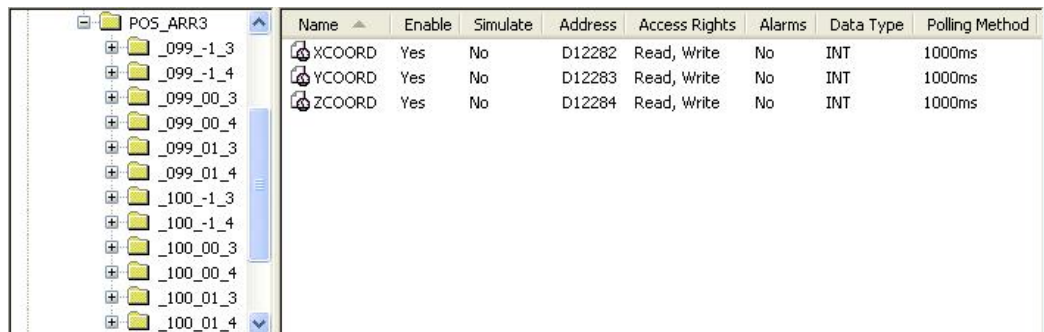 POS_ARR3
_099_-1_3
_099_-1_4
_099_00_3
_099_00_4
_099_01_3
_099_01_4
_100_-1_3
_100_-1_4
_100_00_3
_100_00_4
_100_01_3
_100_01_4
Name Enable Simulate Address Access Rights Alarms Data Type Polling Method
XCOORD Yes No D12282 Read, Write No INT 1000ms
YCOORD Yes No D12283 Read, Write No INT 1000ms
ZCOORD Yes No D12284 Read, Write No INT 1000ms